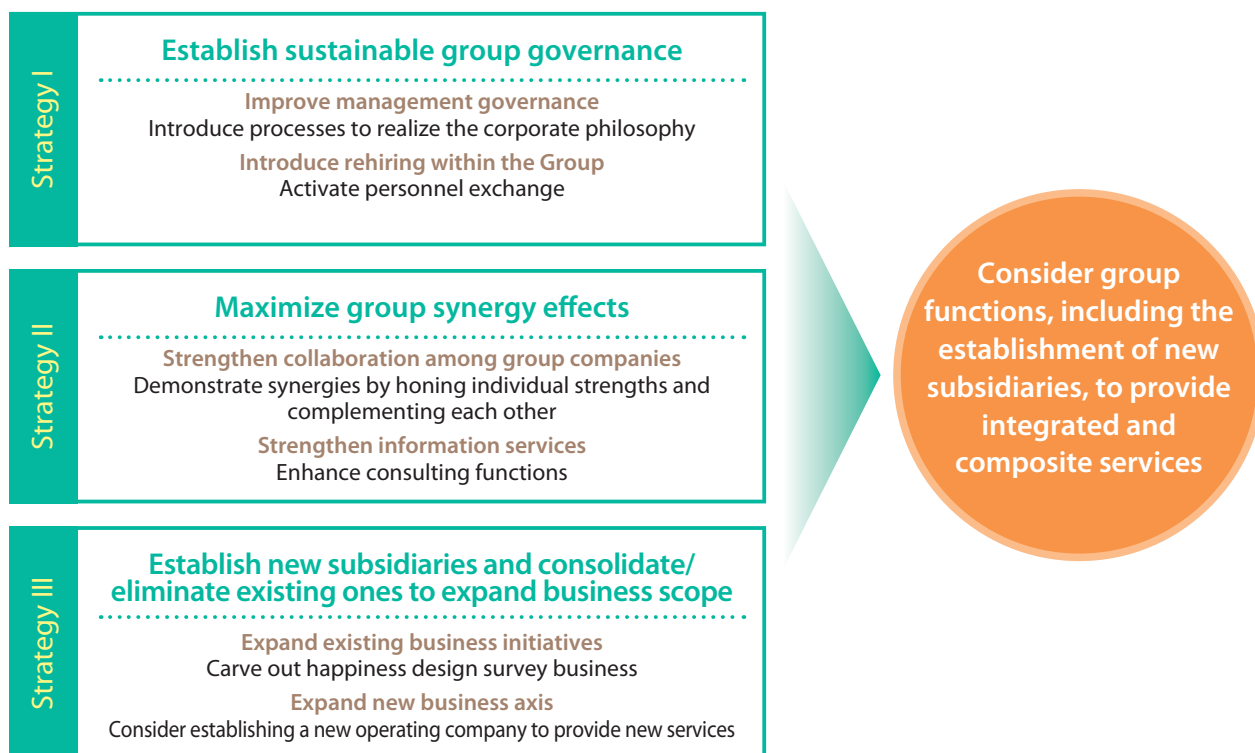 Strategy I
Establish sustainable group governance
Improve management governance
Introduce processes to realize the corporate philosophy
Introduce rehiring within the Group
Activate personnel exchange
Strategy II
Maximize group synergy effects
Strengthen collaboration among group companies
Demonstrate synergies by honing individual strengths and
complementing each other
Strengthen information services
Enhance consulting functions
Strategy III
Establish new subsidiaries and consolidate/
eliminate existing ones to expand business scope
Expand existing business initiatives
Carve out happiness design survey business
Expand new business axis
Consider establishing a new operating company to provide new services
Consider group
functions, including the
establishment of new
subsidiaries, to provide
integrated and
composite services